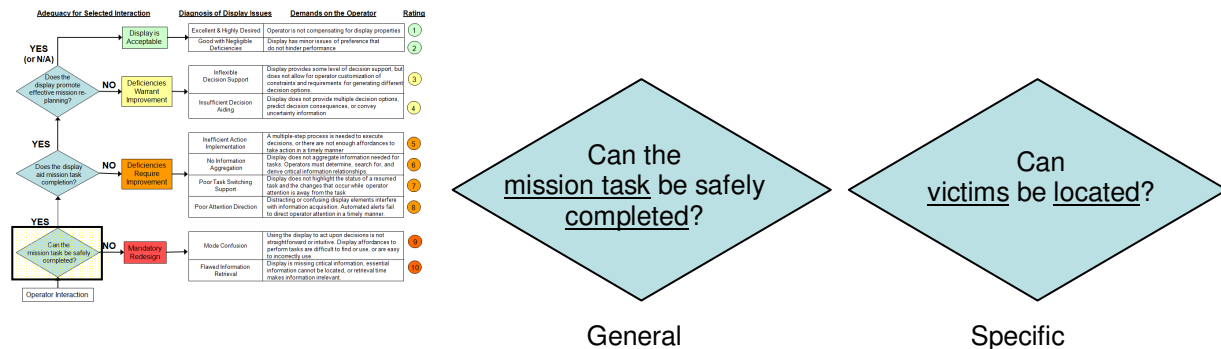 Adequacy for Selected Interaction
Diagnosis of Display Issues
Demands on the Operator
Rating
Display is
Acceptable
Excellent & Highly Desired
Operator is not compensating for display properties
1
Good with Negligible
Deficiencies
Display has minor issues of preference that
do not hinder performance
2
YES
(or N/A)
Does the
display promote
effective mission re-
planning?
NO
Deficiencies
Warrant
Improvement
Inflexible
Decision Support
Display provides some level of decision support, but
does not allow for operator customization of
constraints and requirements for generating different
decision options.
3
Insufficient Decision
Aiding
Display does not provide multiple decision options,
predict decision consequences, or convey
uncertainty information
4
YES
Does the display
aid mission task
completion?
NO
Deficiencies
Require
Improvement
Inefficient Action
Implementation
A multiple-step process is needed to execute
decisions, or there are not enough affordances to
take action in a timely manner
5
No Information
Aggregation
Display does not aggregate information needed for
tasks. Operators must determine, search for, and
derive critical information relationships.
6
Poor Task Switching
Support
Display does not highlight the status of a resumed
task and the changes that occur while operator
attention is away from the task
7
Poor Attention Direction
Distracting or confusing display elements interfere
with information acquisition. Automated alerts fail
to direct operator attention in a timely manner.
8
YES
Can the
mission task be safely
completed?
NO
Mandatory
Redesign
Mode Confusion
Using the display to act upon decisions is not
straightforward or intuitive. Display affordances to
perform tasks are difficult to find or use, or are easy
to incorrectly use.
9
Flawed Information
Retrieval
Display is missing critical information, essential
information cannot be located, or retrieval time
makes information irrelevant.
10
Operator Interaction
Can the
mission task be safely
completed?
General
Can
victims be located?
Specific